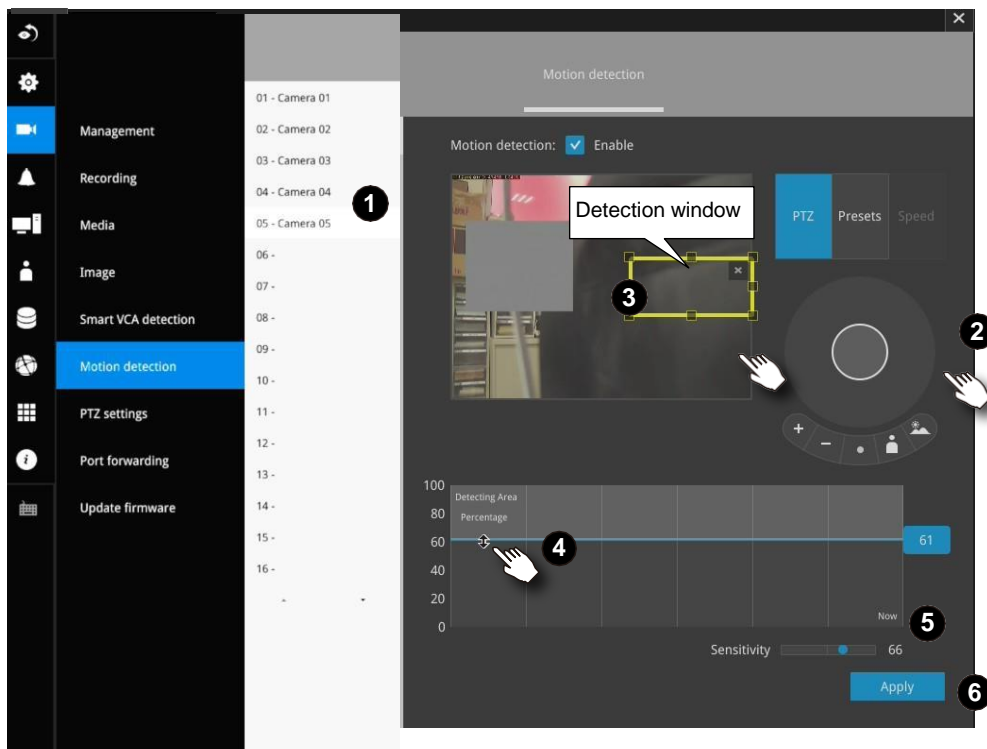 Management
Recording
Media
Image
Smart VCA detection
Motion detection
PTZ settings
Port forwarding
Update firmware
01 - Camera 01
02 - Camera 02
03 - Camera 03
04 - Camera 04
05 - Camera 05
06 -
07 -
08 -
09 -
10 -
11 -
12 -
13 -
14 -
15 -
16 -
1
Motion detection
Motion detection: Enable
Detection window
3
PTZ Presets Speed
2
100
80
60
40
20
0
Detecting Area
Percentage
4
61
Now
5
Sensitivity 66
Apply
6